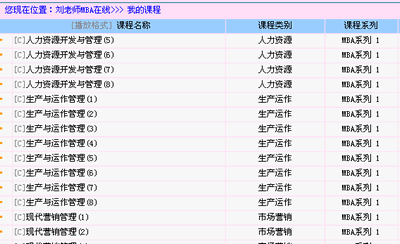 您现在位置：刘老师MBA在线>>> 我的课程
[播放格式]课程名称 课程类别 课程系列
[C]人力资源开发与管理(5) 人力资源 MBA系列 1
[C]人力资源开发与管理(6) 人力资源 MBA系列 1
[C]人力资源开发与管理(7) 人力资源 MBA系列 1
[C]人力资源开发与管理(8) 人力资源 MBA系列 1
[C]生产与运作管理(1) 生产运作 MBA系列 1
[C]生产与运作管理(2) 生产运作 MBA系列 1
[C]生产与运作管理(3) 生产运作 MBA系列 1
[C]生产与运作管理(4) 生产运作 MBA系列 1
[C]生产与运作管理(5) 生产运作 MBA系列 1
[C]生产与运作管理(6) 生产运作 MBA系列 1
[C]生产与运作管理(7) 生产运作 MBA系列 1
[C]生产与运作管理(8) 生产运作 MBA系列 1
[C]现代营销管理(1) 市场营销 MBA系列 1
[C]现代营销管理(2) 市场营销 MBA系列 1